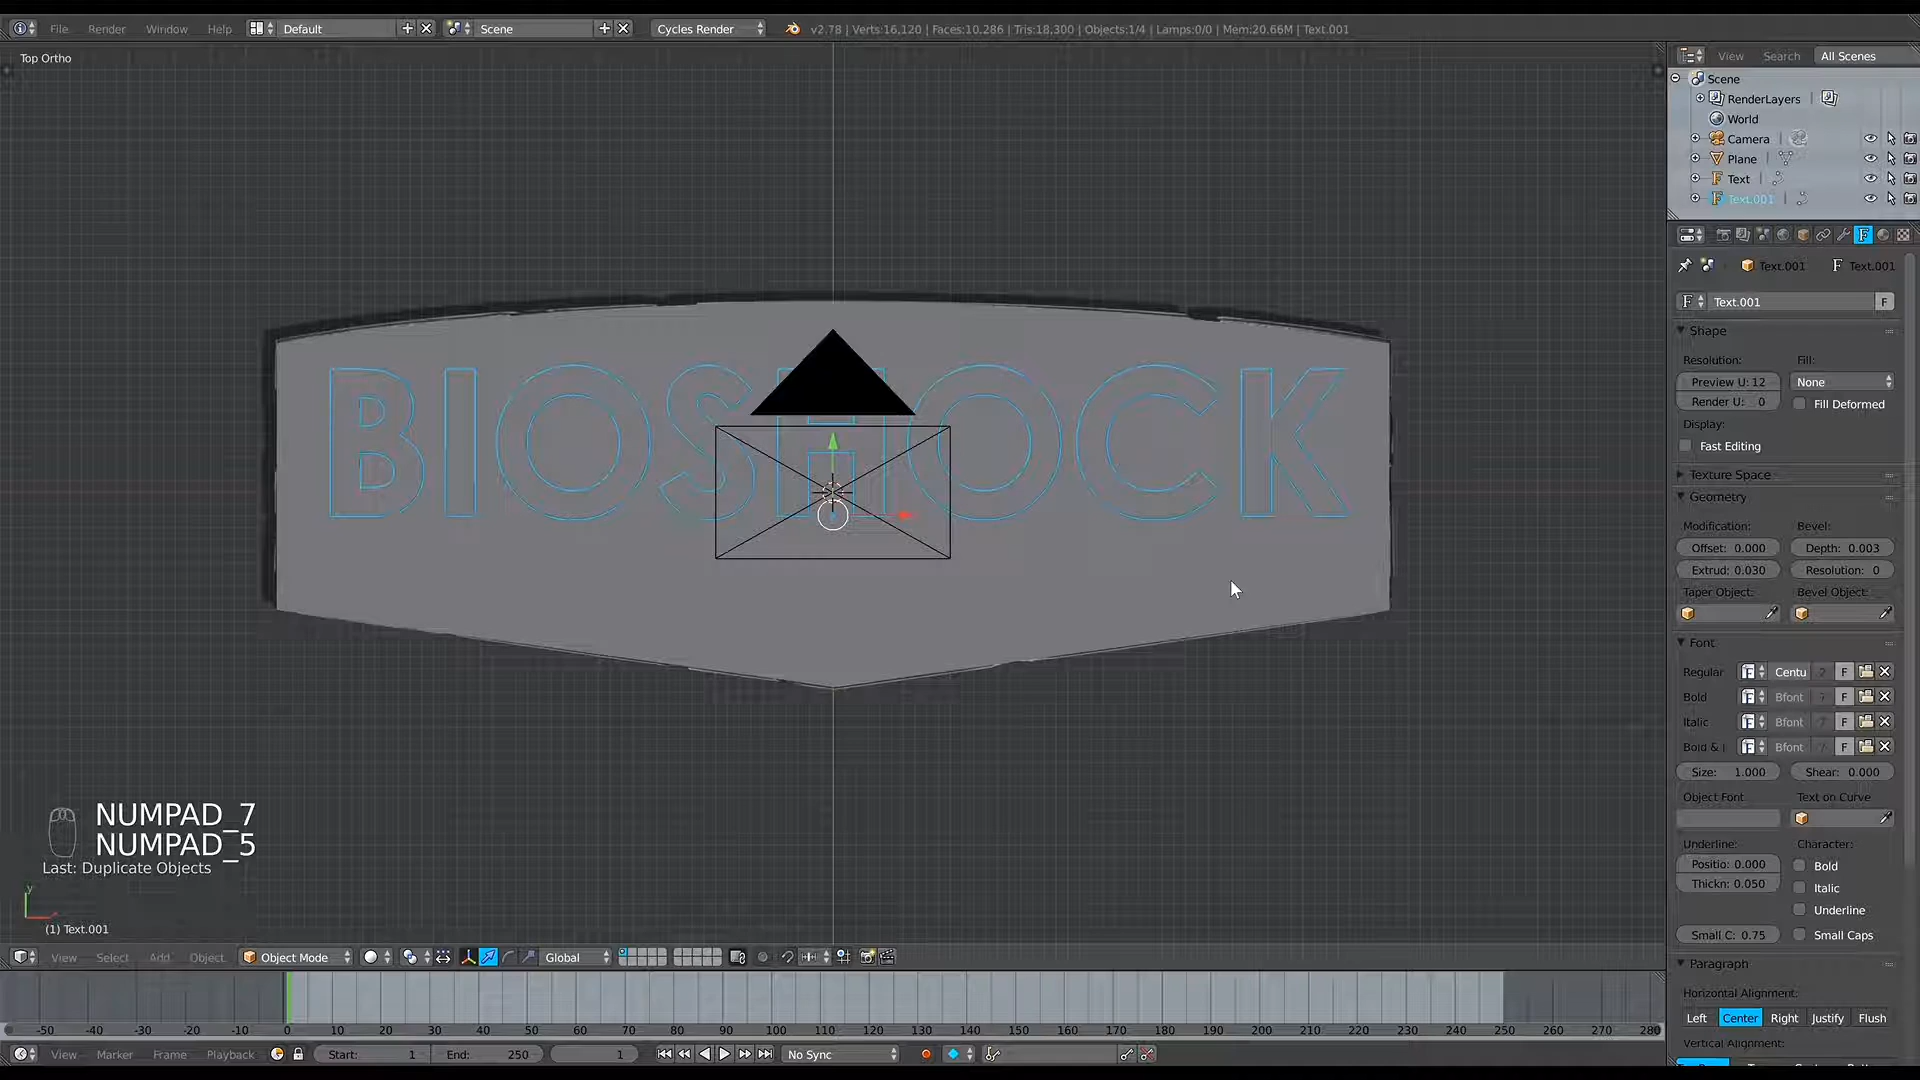 File Render Window Help Default Scene Cycles Render v2.78 | Verts:16,120 | Faces:10,286 | Tris:18,300 | Objects:1/4 | Lamps:0/0 | Mem:20.66M | Text.001
Top Ortho
View Search All Scenes
Scene
RenderLayers
World
Camera
Plane
Text
Text.001
Text.001 F Text.001
F Text.001 F
Shape
Resolution: Fill:
Preview U: 12 None
Render U: 0 Fill Deformed
Display:
Fast Editing
Texture Space
Geometry
Modification: Bevel:
Offset: 0.000 Depth: 0.003
Extrud: 0.030 Resolution: 0
Taper Object: Bevel Object:
Font
Regular Centu 2 F
Bold Bfont F
Italic Bfont F
Bold & I Bfont F
Size: 1.000 Shear: 0.000
Object Font Text on Curve
Underline: Character:
Positio: 0.000 Bold
Thickn: 0.050 Italic
Underline
Small C: 0.75 Small Caps
Paragraph
Horizontal Alignment:
Left Center Right Justify Flush
Vertical Alignment:
BIOSHOCK
NUMPAD_7
NUMPAD_5
Last: Duplicate Objects
y
(1) Text.001
View Select Add Object Object Mode Global
-50 -40 -30 -20 -10 0 10 20 30 40 50 60 70 80 90 100 110 120 130 140 150 160 170 180 190 200 210 220 230 240 250 260 270 280
View Marker Frame Playback Start: 1 End: 250 1 No Sync